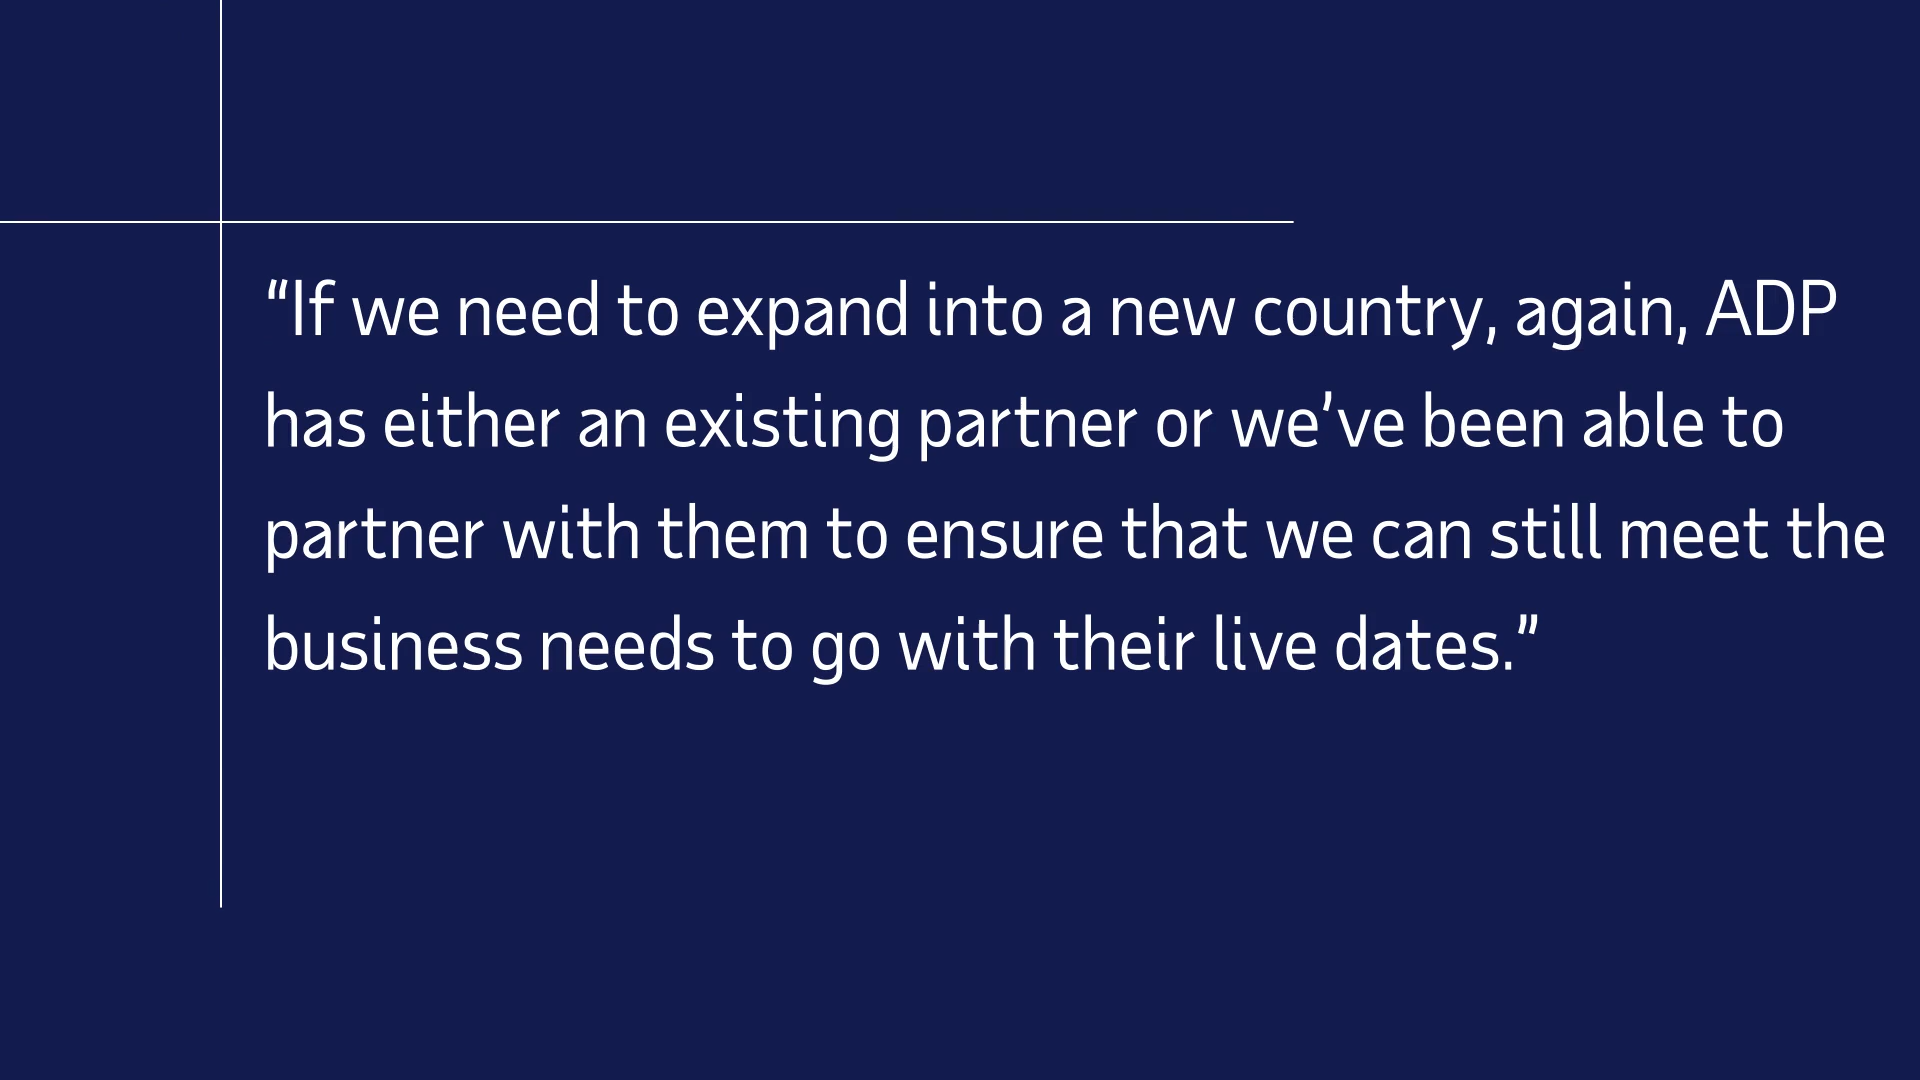 “If we need to expand into a new country, again, ADP
has either an existing partner or we’ve been able to
partner with them to ensure that we can still meet the
business needs to go with their live dates.”